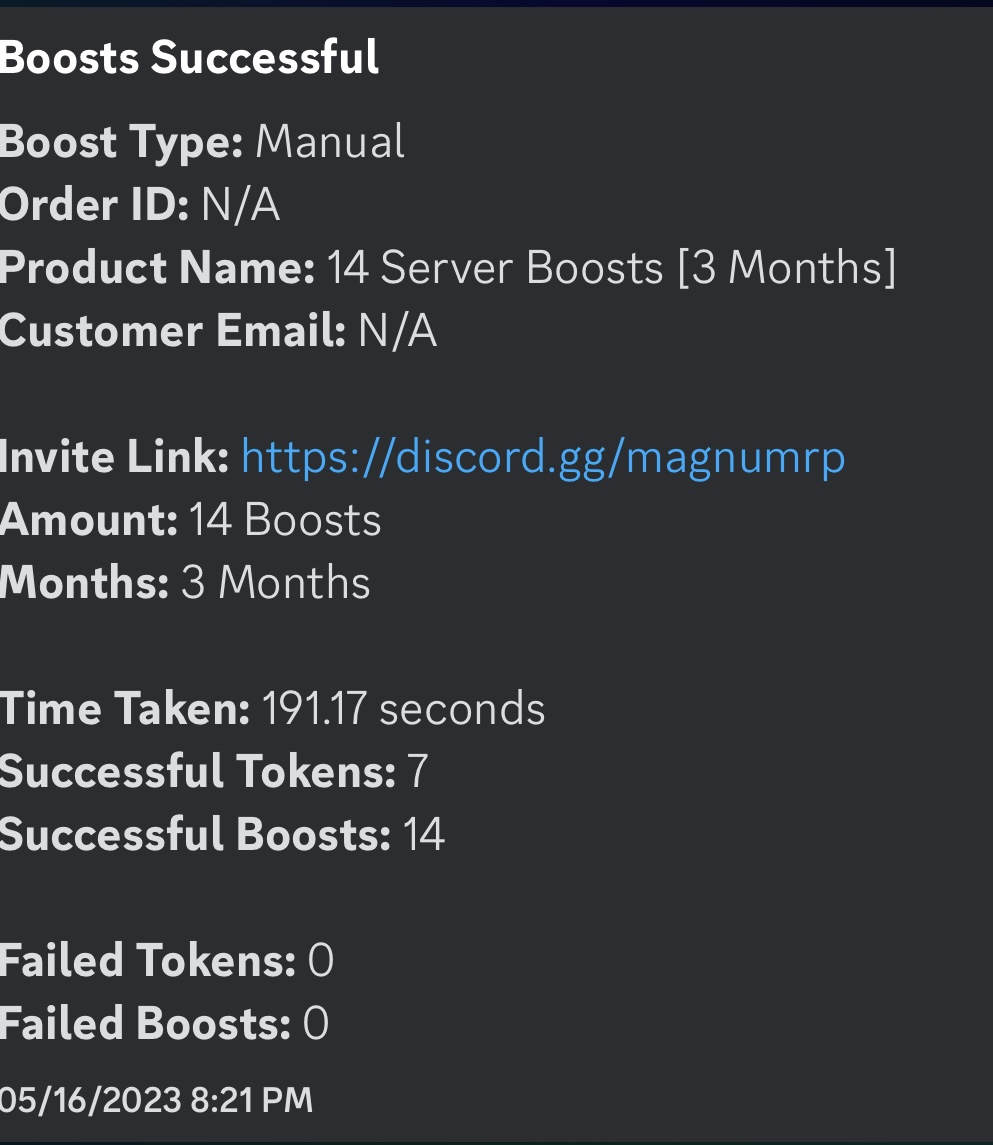 Boosts Successful
Boost Type: Manual
Order ID: N/A
Product Name: 14 Server Boosts [3 Months]
Customer Email: N/A
Invite Link: https://discord.gg/magnumrp
Amount: 14 Boosts
Months: 3 Months
Time Taken: 191.17 seconds
Successful Tokens: 7
Successful Boosts: 14
Failed Tokens: 0
Failed Boosts: 0
05/16/2023 8:21 PM